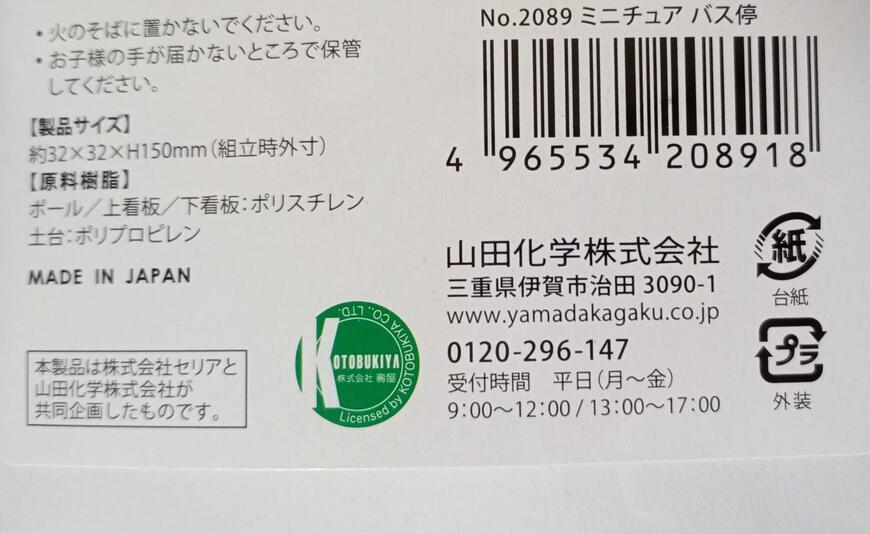 ・火のそばに置かないでください。
・お子様の手が届かないところで保管
してください。
【製品サイズ】
約32×32×H150mm（組立時外寸）
【原料樹脂】
ポール／上看板／下看板：ポリスチレン
土台：ポリプロピレン
MADE IN JAPAN
本製品は株式会社セリアと
山田化学株式会社が
共同企画したものです。
KOTOBUKIYA
株式会社 壽屋
Licensed by KOTOBUKIYA CO., LTD.
No.2089 ミニチュア バス停
4 965534 208918
山田化学株式会社
三重県伊賀市治田 3090-1
www.yamadakagaku.co.jp
0120-296-147
受付時間 平日（月～金）
9:00～12:00 / 13:00～17:00
紙
台紙
プラ
外装